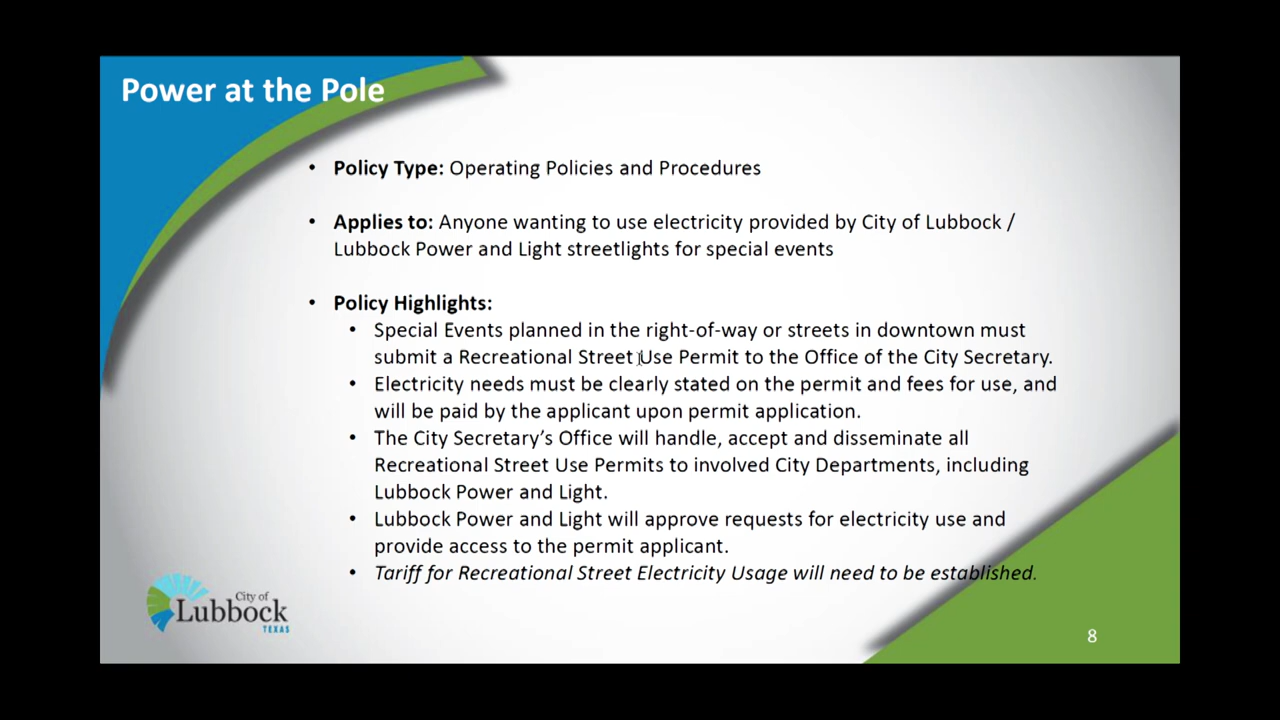 Power at the Pole
• Policy Type: Operating Policies and Procedures
• Applies to: Anyone wanting to use electricity provided by City of Lubbock /
Lubbock Power and Light streetlights for special events
• Policy Highlights:
• Special Events planned in the right-of-way or streets in downtown must
submit a Recreational Street Use Permit to the Office of the City Secretary.
• Electricity needs must be clearly stated on the permit and fees for use, and
will be paid by the applicant upon permit application.
• The City Secretary’s Office will handle, accept and disseminate all
Recreational Street Use Permits to involved City Departments, including
Lubbock Power and Light.
• Lubbock Power and Light will approve requests for electricity use and
provide access to the permit applicant.
• Tariff for Recreational Street Electricity Usage will need to be established.
City of
Lubbock
TEXAS
8